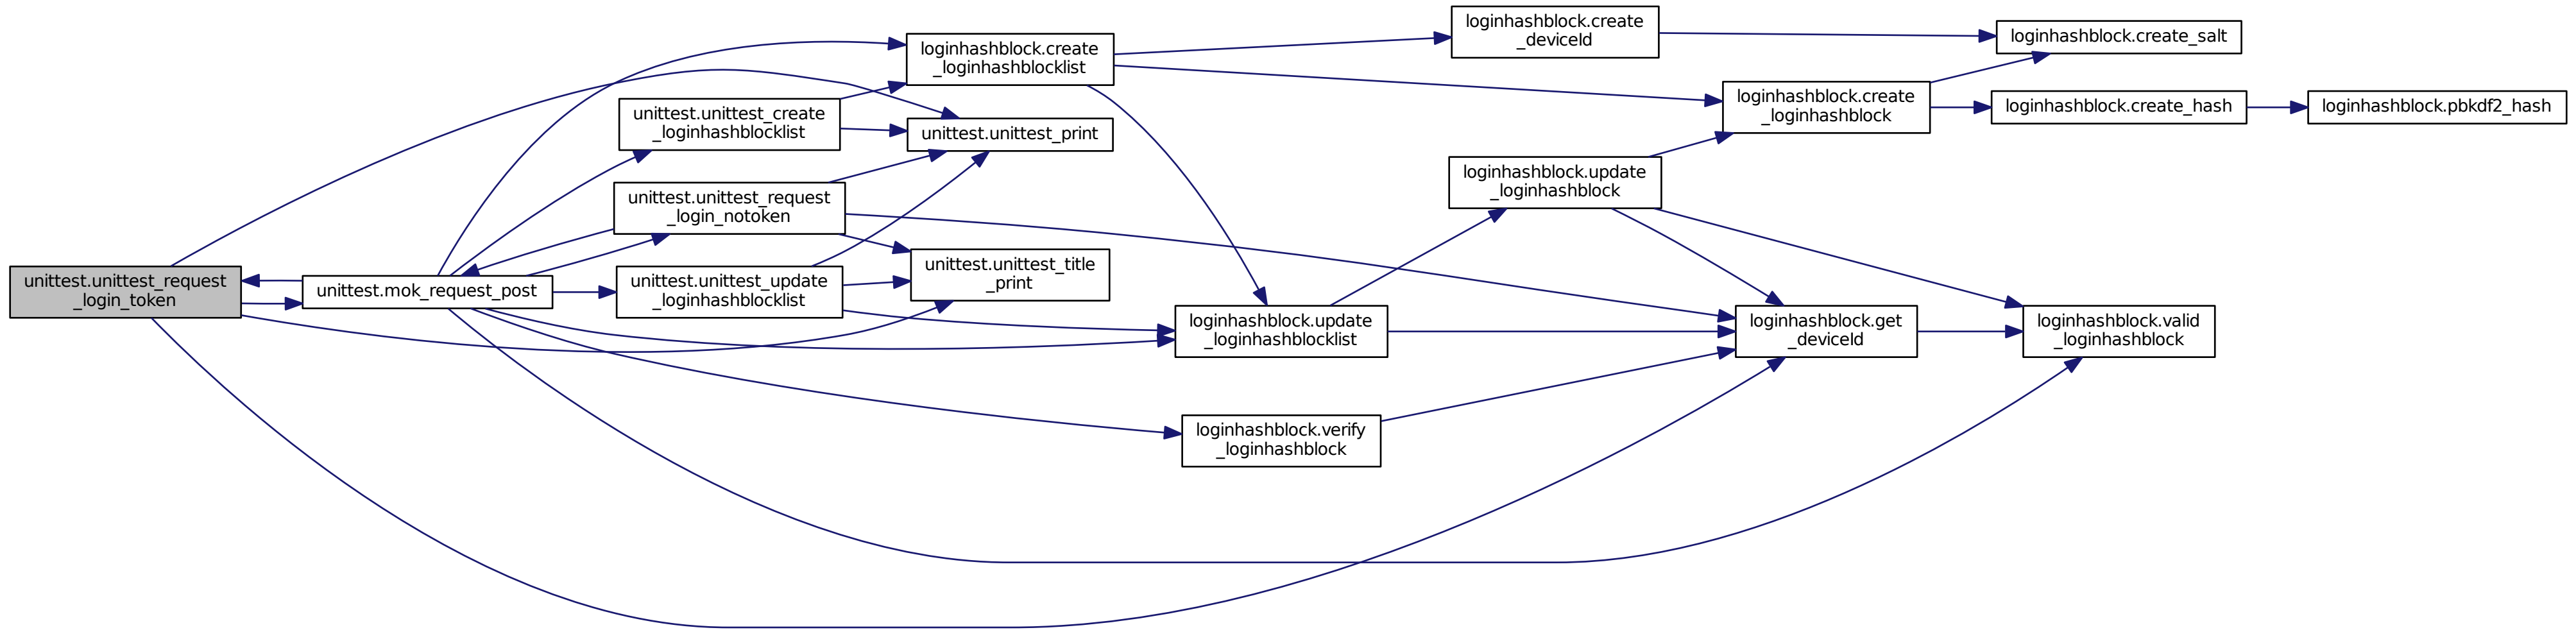 unittest.unittest_request
_login_token
unittest.mok_request_post
unittest.unittest_create
_loginhashblocklist
unittest.unittest_request
_login_notoken
unittest.unittest_update
_loginhashblocklist
loginhashblock.create
_loginhashblocklist
unittest.unittest_print
unittest.unittest_title
_print
loginhashblock.update
_loginhashblocklist
loginhashblock.verify
_loginhashblock
loginhashblock.create
_deviceId
loginhashblock.update
_loginhashblock
loginhashblock.create
_loginhashblock
loginhashblock.get
_deviceId
loginhashblock.create_salt
loginhashblock.create_hash
loginhashblock.valid
_loginhashblock
loginhashblock.pbkdf2_hash